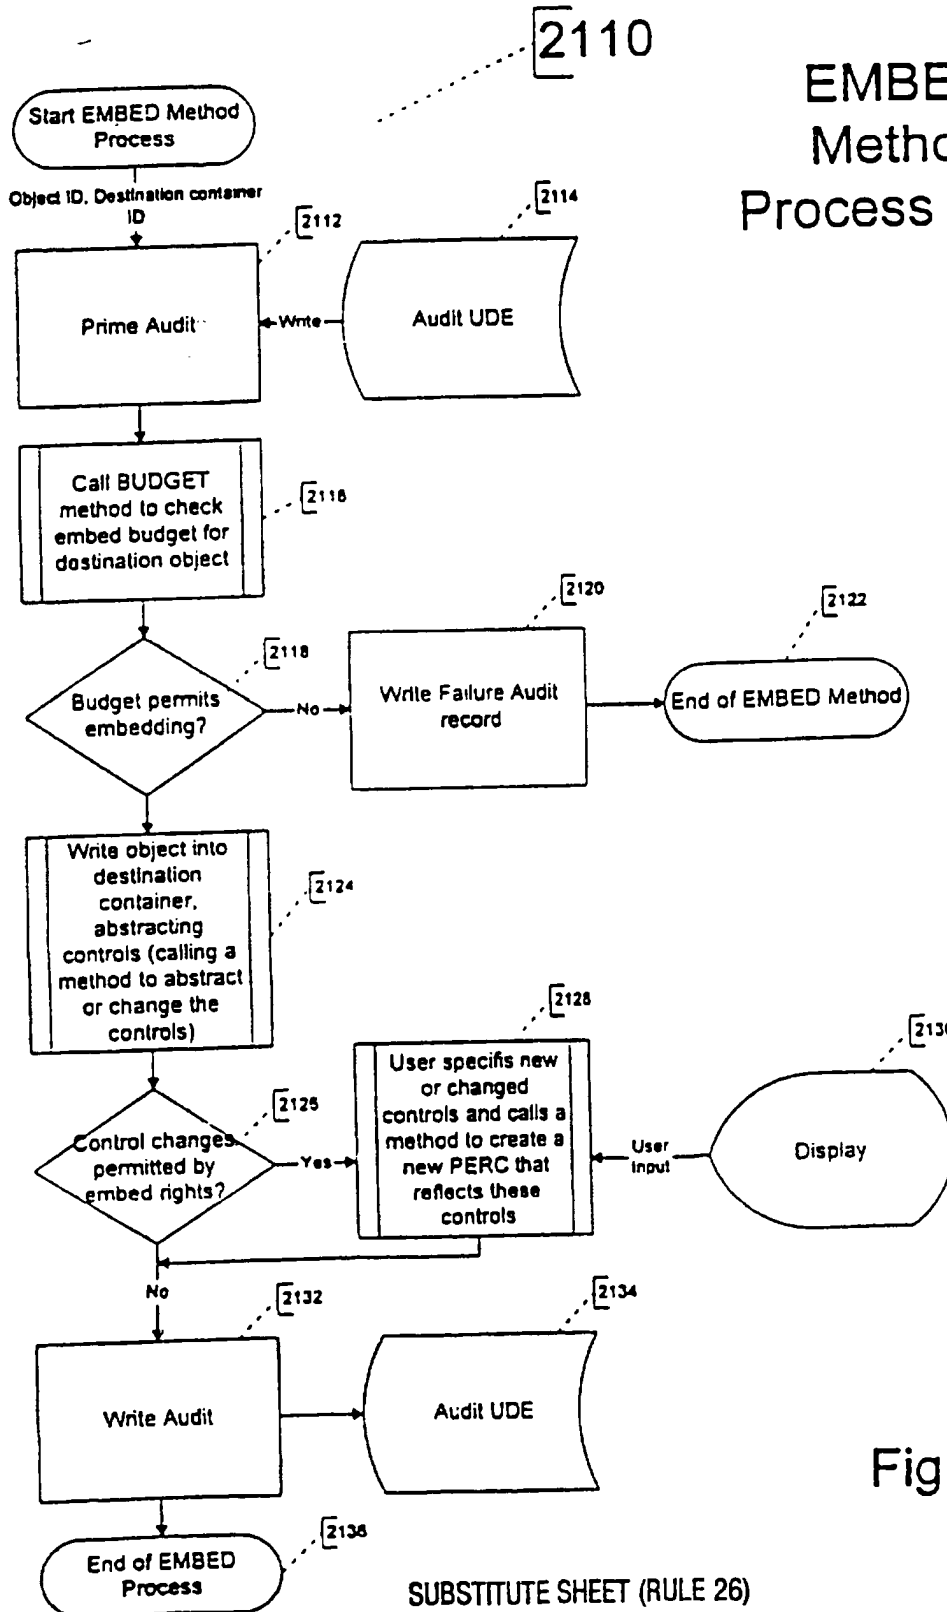 2110
EMBE
Metho
Process
Start EMBED Method
Process
Object ID, Destination container
ID
2112
2114
Prime Audit
Write
Audit UDE
Call BUDGET
method to check
embed budget for
dostination object
2116
2118
Budget permits
embedding?
No
2120
Write Failure Audit
record
2122
End of EMBED Method
Write object into
destination
container,
abstracting
controls (calling a
method to abstract
or change the
controls)
2124
2126
Control changes
permitted by
embed rights?
Yes
2128
User specifis new
or changed
controls and calls a
method to create a
new PERC that
reflects these
controls
User
Input
213
Display
No
2132
Write Audit
2134
Audit UDE
2136
End of EMBED
Process
Fig
SUBSTITUTE SHEET (RULE 26)